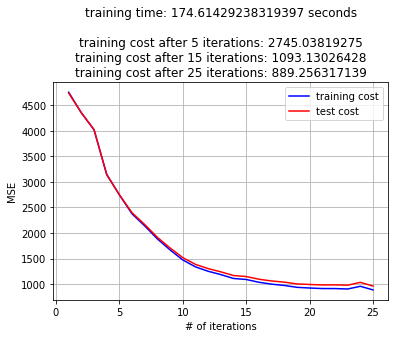 training time: 174.61429238319397 seconds
training cost after 5 iterations: 2745.03819275
training cost after 15 iterations: 1093.13026428
training cost after 25 iterations: 889.256317139
training cost
test cost
MSE
4500
4000
3500
3000
2500
2000
1500
1000
0 5 10 15 20 25
# of iterations